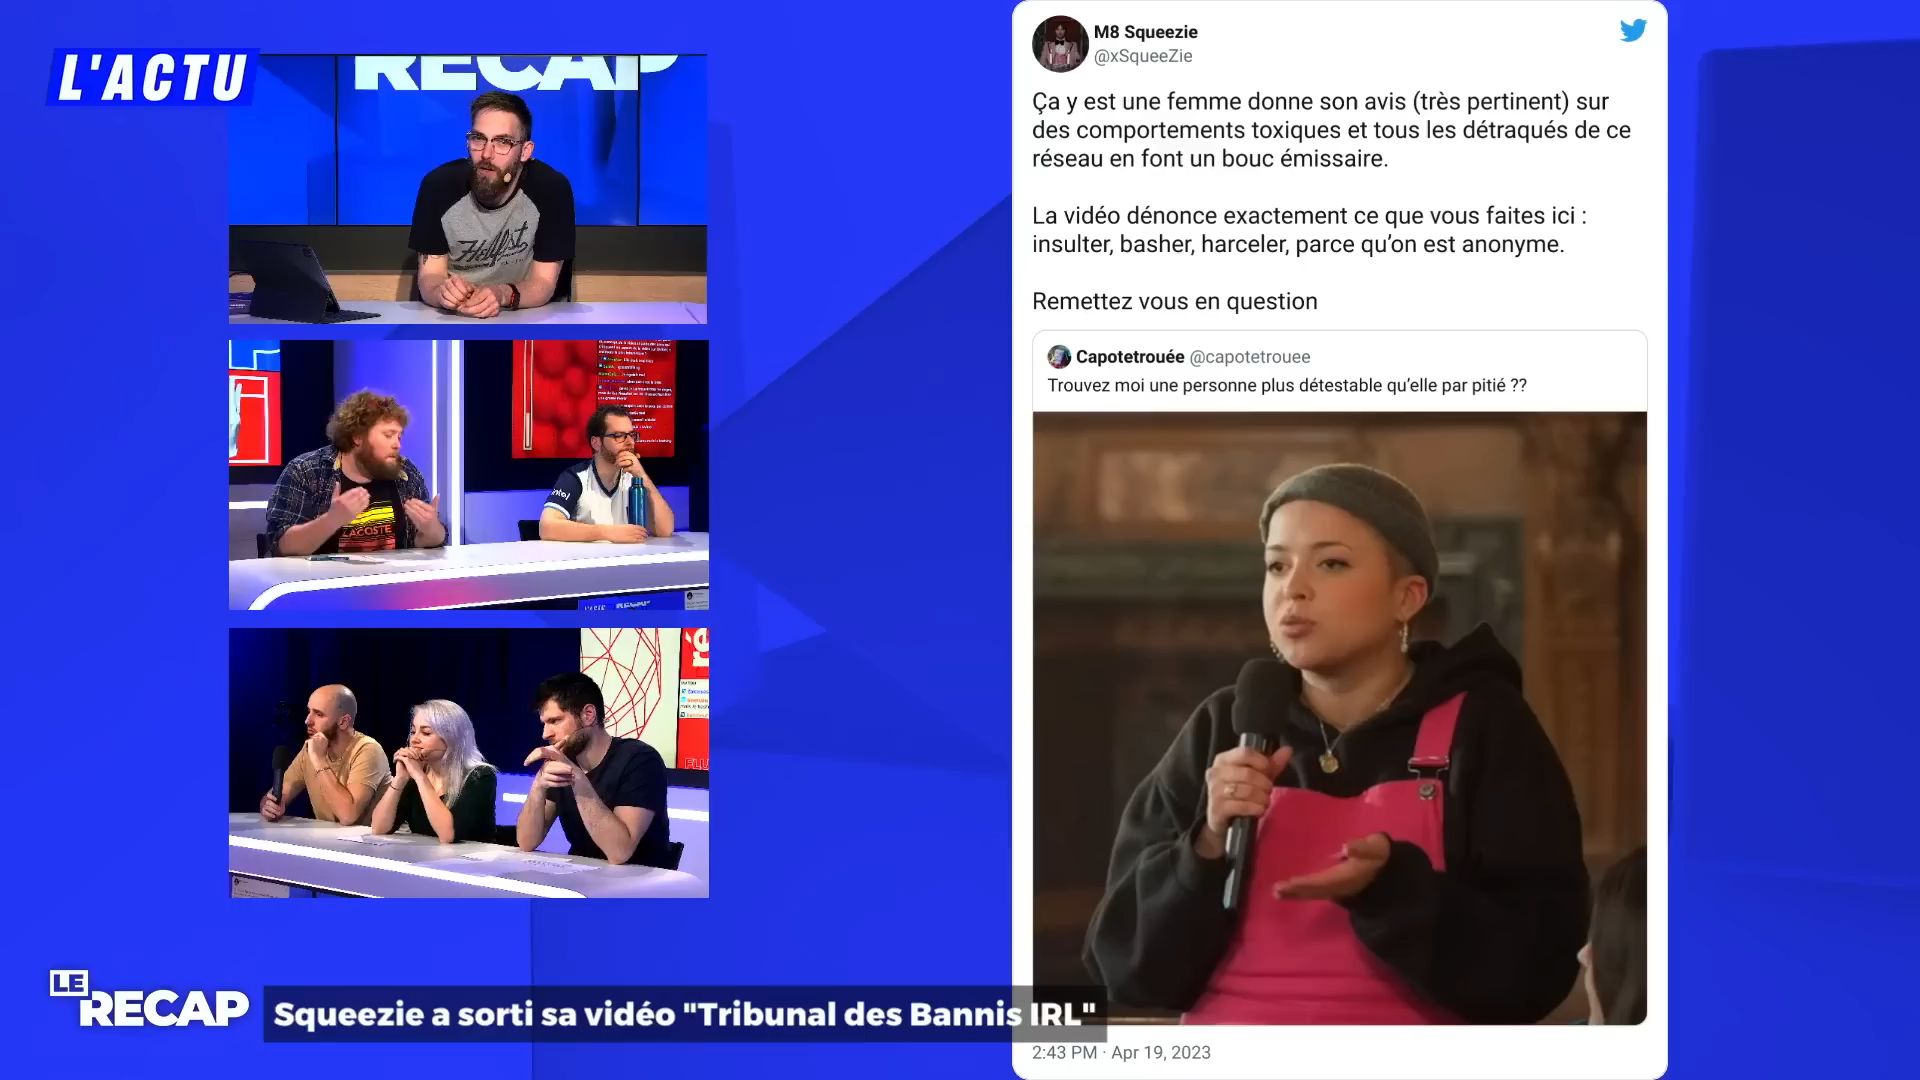 L'ACTU
RECAP
Hellfest
LACOSTE
intel
M8 Squeezie
@xSqueeZie
Ça y est une femme donne son avis (très pertinent) sur
des comportements toxiques et tous les détraqués de ce
réseau en font un bouc émissaire.
La vidéo dénonce exactement ce que vous faites ici :
insulter, basher, harceler, parce qu’on est anonyme.
Remettez vous en question
Capotetrouée @capotetrouee
Trouvez moi une personne plus détestable qu’elle par pitié ??
2:43 PM · Apr 19, 2023
LE
RECAP
Squeezie a sorti sa vidéo "Tribunal des Bannis IRL"